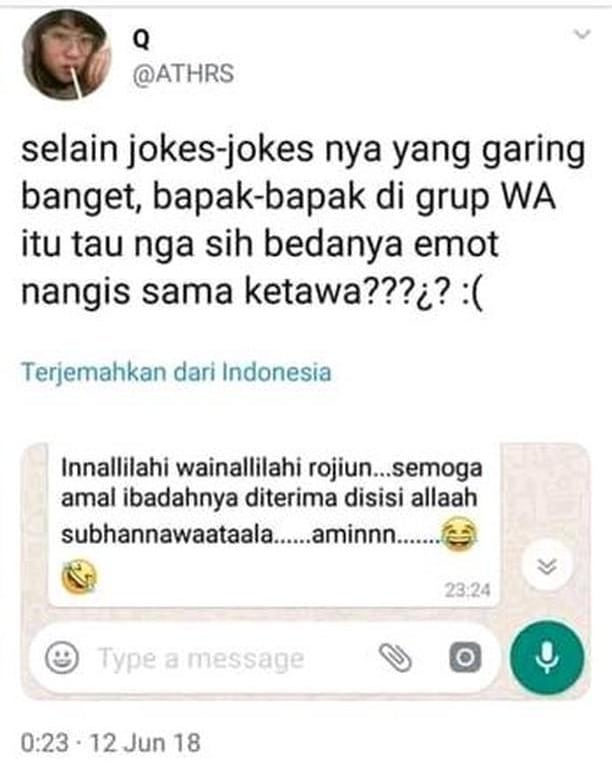 Q
@ATHRS
selain jokes-jokes nya yang garing
banget, bapak-bapak di grup WA
itu tau nga sih bedanya emot
nangis sama ketawa???¿? :(
Terjemahkan dari Indonesia
Innallilahi wainallilahi rojiun...semoga
amal ibadahnya diterima disisi allaah
subhannawaataala......aminnn.......😂
🤣
23:24
Type a message
0:23 · 12 Jun 18